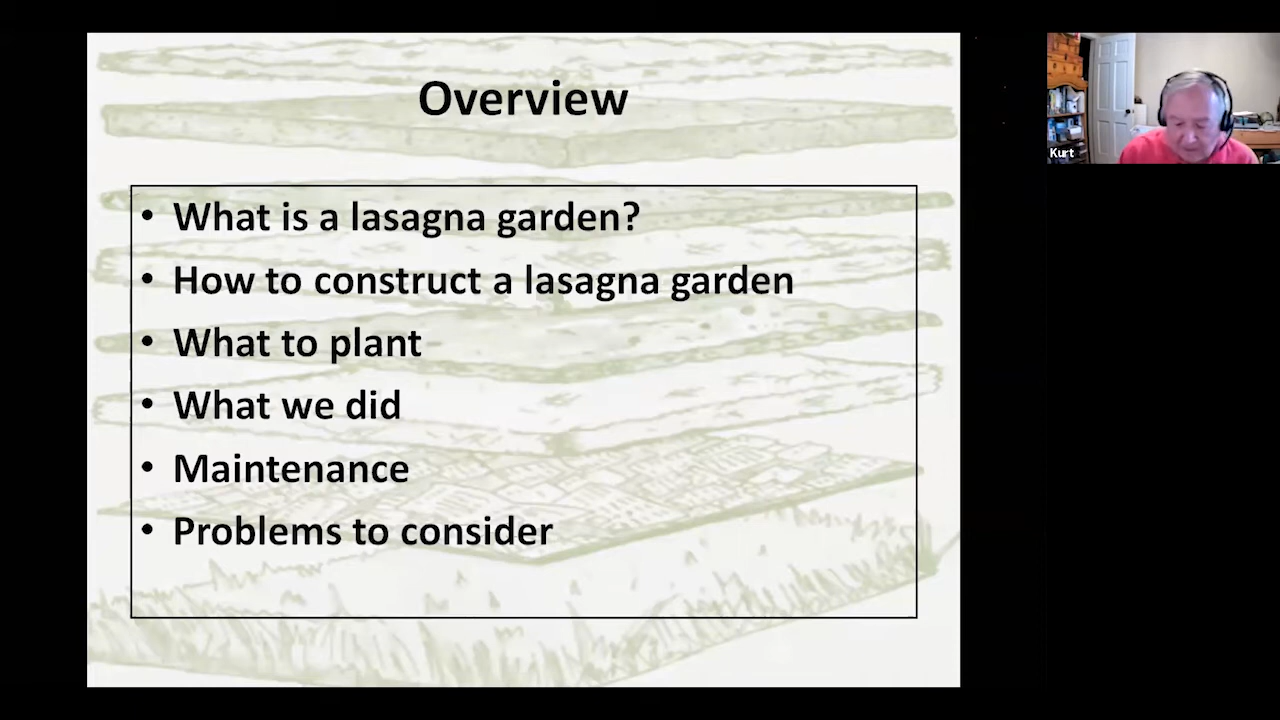 Overview
• What is a lasagna garden?
• How to construct a lasagna garden
• What to plant
• What we did
• Maintenance
• Problems to consider
Kurt